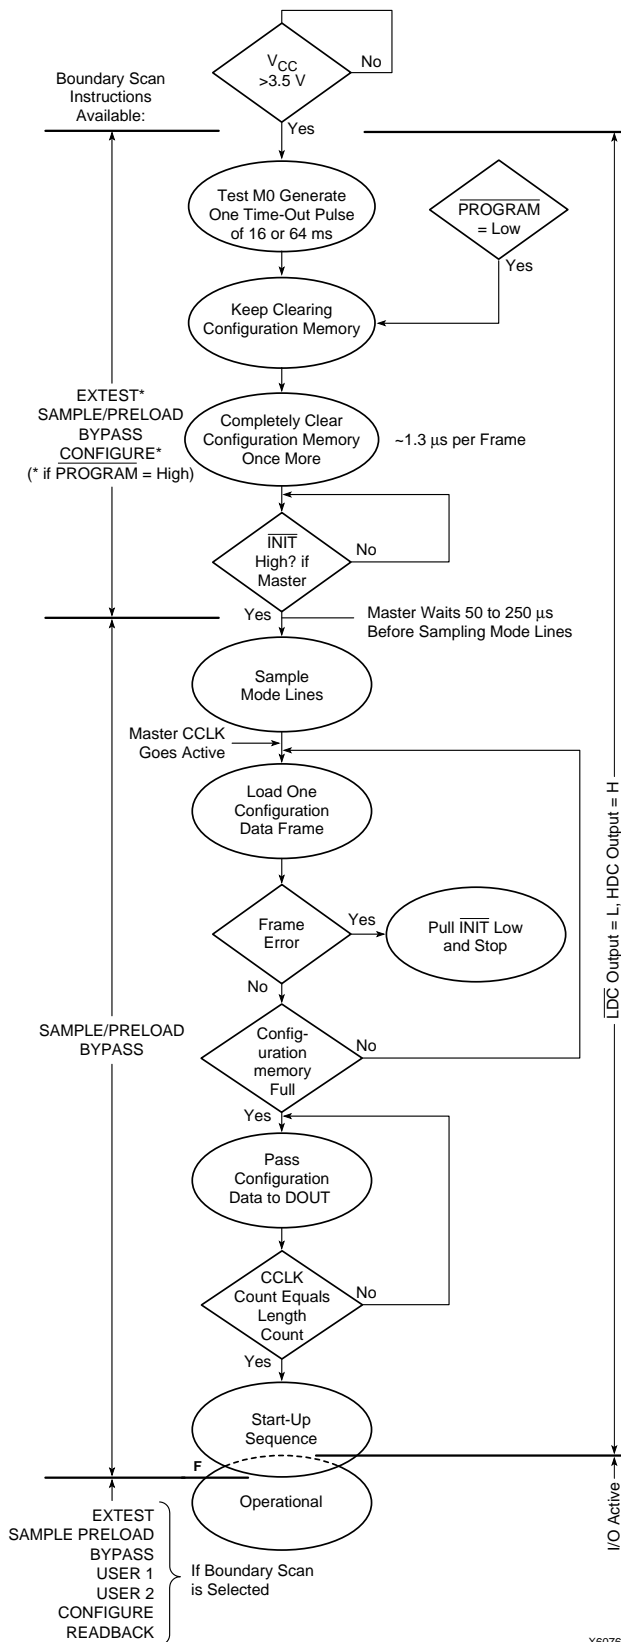 VCC
>3.5 V
No
Boundary Scan
Instructions
Available:
Yes
Test M0 Generate
One Time-Out Pulse
of 16 or 64 ms
PROGRAM
= Low
Yes
Keep Clearing
Configuration Memory
EXTEST*
SAMPLE/PRELOAD
BYPASS
CONFIGURE*
(* if PROGRAM = High)
Completely Clear
Configuration Memory
Once More
~1.3 µs per Frame
INIT
High? if
Master
No
Yes
Master Waits 50 to 250 µs
Before Sampling Mode Lines
Sample
Mode Lines
Master CCLK
Goes Active
Load One
Configuration
Data Frame
LDC Output = L, HDC Output = H
Frame
Error
Yes
Pull INIT Low
and Stop
No
SAMPLE/PRELOAD
BYPASS
Config-
uration
memory
Full
No
Yes
Pass
Configuration
Data to DOUT
CCLK
Count Equals
Length
Count
No
Yes
Start-Up
Sequence
F
Operational
I/O Active
EXTEST
SAMPLE PRELOAD
BYPASS
USER 1
USER 2
CONFIGURE
READBACK
If Boundary Scan
is Selected
X6076